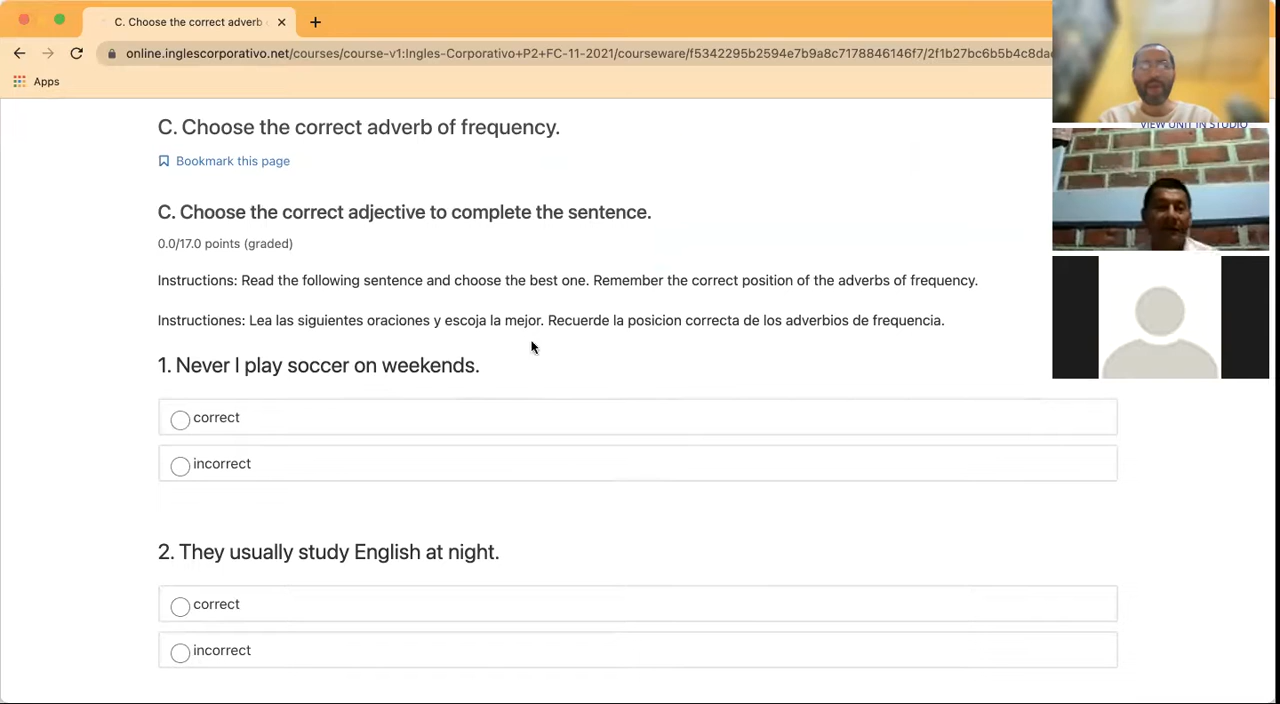 C. Choose the correct adverb
online.inglescorporativo.net/courses/course-v1:Ingles-Corporativo+P2+FC-11-2021/courseware/f5342295b2594e7b9a8c7178846146f7/2f1b27bc6b5b4c8da
Apps
VIEW UNIT IN STUDIO
C. Choose the correct adverb of frequency.
Bookmark this page
C. Choose the correct adjective to complete the sentence.
0.0/17.0 points (graded)
Instructions: Read the following sentence and choose the best one. Remember the correct position of the adverbs of frequency.
Instructiones: Lea las siguientes oraciones y escoja la mejor. Recuerde la posicion correcta de los adverbios de frequencia.
1. Never I play soccer on weekends.
correct
incorrect
2. They usually study English at night.
correct
incorrect